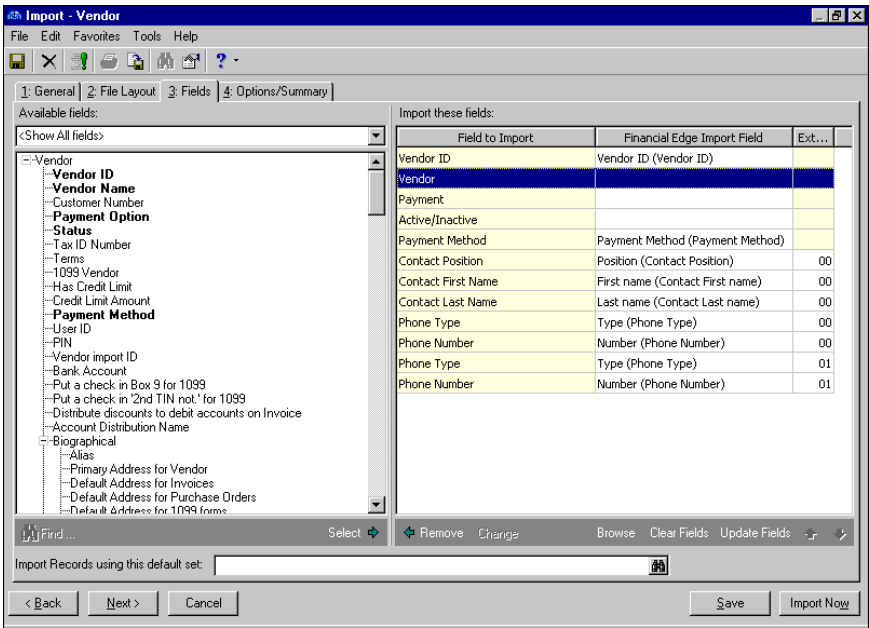 Import - Vendor
File Edit Favorites Tools Help
1: General 2: File Layout 3: Fields 4: Options/Summary
Available fields:
<Show All fields>
Vendor
Vendor ID
Vendor Name
Customer Number
Payment Option
Status
Tax ID Number
Terms
1099 Vendor
Has Credit Limit
Credit Limit Amount
Payment Method
User ID
PIN
Vendor import ID
Bank Account
Put a check in Box 9 for 1099
Put a check in '2nd TIN not.' for 1099
Distribute discounts to debit accounts on Invoice
Account Distribution Name
Biographical
Alias
Primary Address for Vendor
Default Address for Invoices
Default Address for Purchase Orders
Default Address for 1099 forms
Find ... Select
Import these fields:
Field to Import Financial Edge Import Field Ext...
Vendor ID Vendor ID (Vendor ID)
Vendor
Payment
Active/Inactive
Payment Method Payment Method (Payment Method)
Contact Position Position (Contact Position) 00
Contact First Name First name (Contact First name) 00
Contact Last Name Last name (Contact Last name) 00
Phone Type Type (Phone Type) 00
Phone Number Number (Phone Number) 00
Phone Type Type (Phone Type) 01
Phone Number Number (Phone Number) 01
Remove Change Browse Clear Fields Update Fields
Import Records using this default set:
< Back Next > Cancel Save Import Now